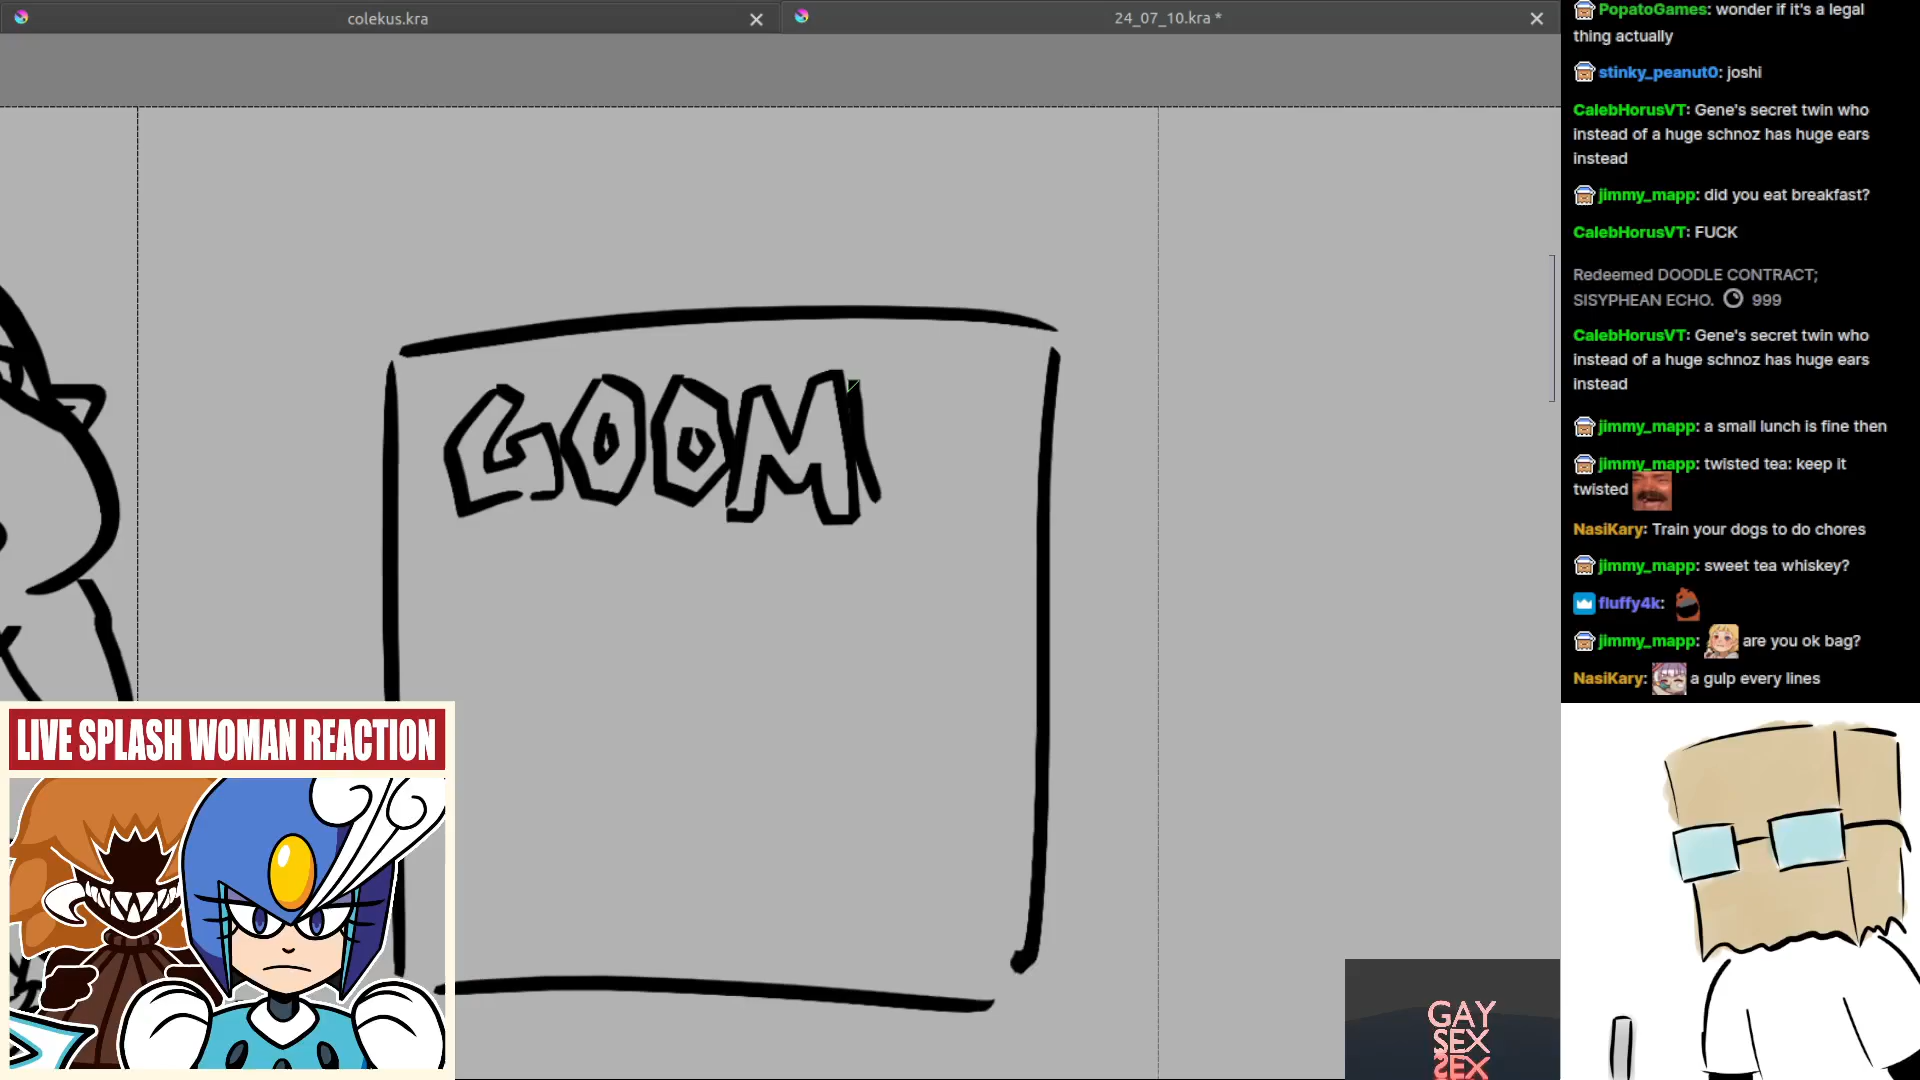 colekus.kra
24_07_10.kra *
PopatoGames: wonder if it's a legal
thing actually
stinky_peanut0: joshi
CalebHorusVT: Gene's secret twin who
instead of a huge schnoz has huge ears
instead
jimmy_mapp: did you eat breakfast?
CalebHorusVT: FUCK
Redeemed DOODLE CONTRACT;
SISYPHEAN ECHO. 999
CalebHorusVT: Gene's secret twin who
instead of a huge schnoz has huge ears
instead
jimmy_mapp: a small lunch is fine then
jimmy_mapp: twisted tea: keep it
twisted
NasiKary: Train your dogs to do chores
jimmy_mapp: sweet tea whiskey?
fluffy4k:
jimmy_mapp: are you ok bag?
NasiKary: a gulp every lines
GOOM
LIVE SPLASH WOMAN REACTION
GAY
SEX
SEX